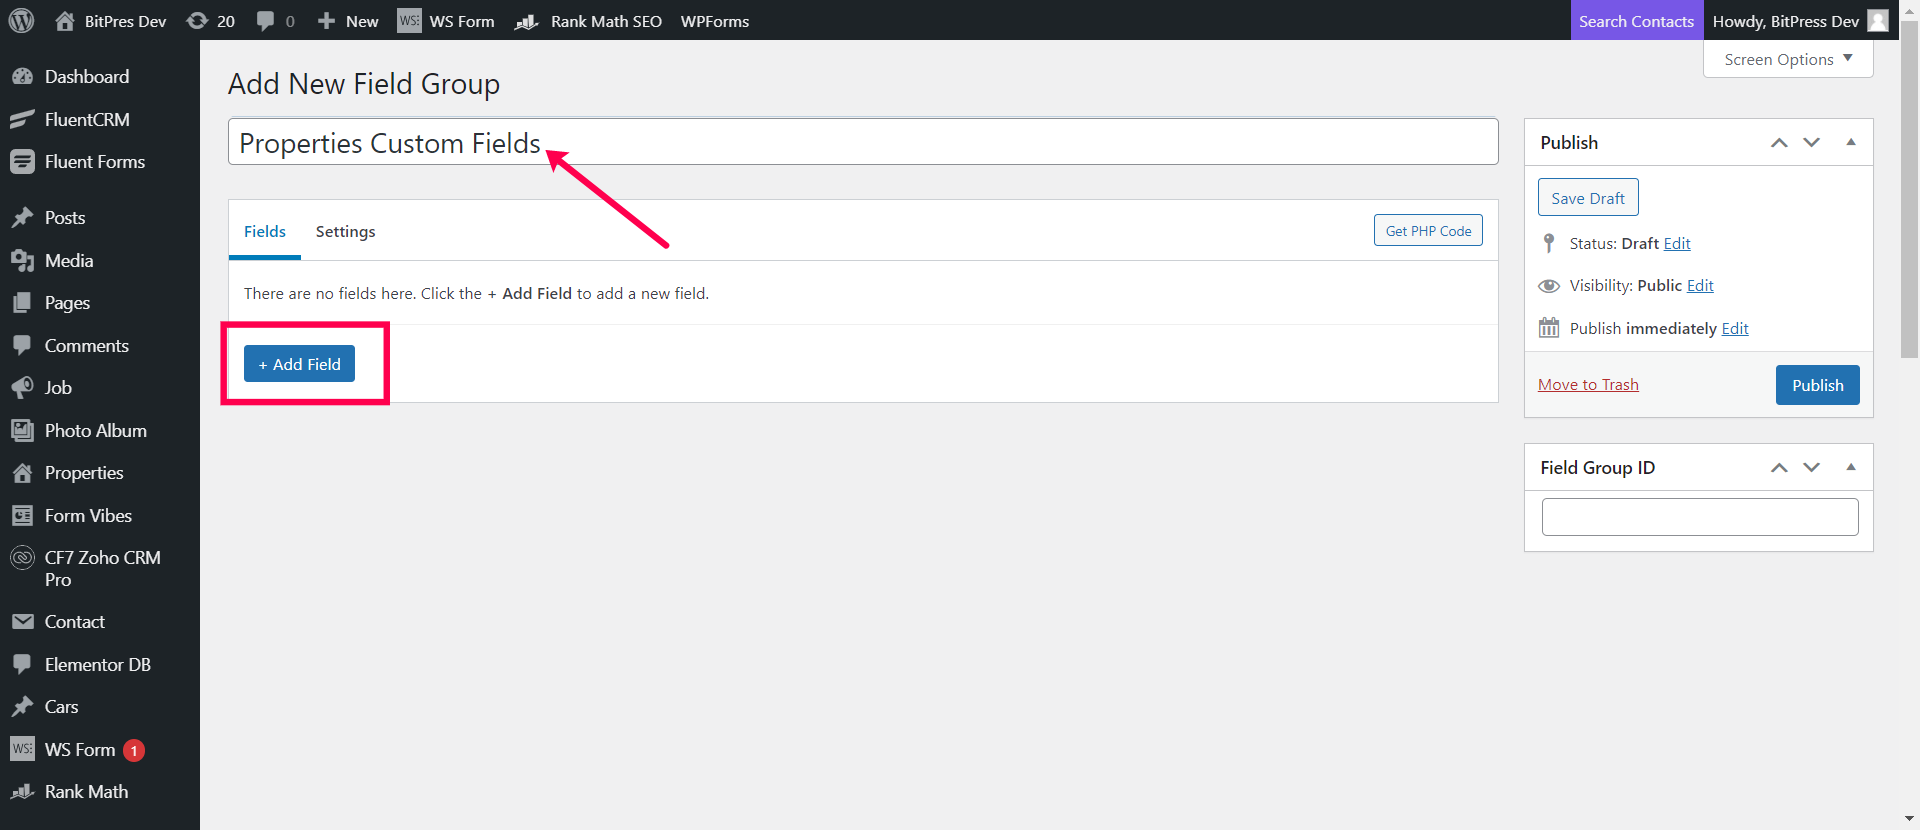 BitPres Dev
20
0
New
WS Form
Rank Math SEO
WPForms
Search Contacts
Howdy, BitPress Dev
Screen Options
Dashboard
FluentCRM
Fluent Forms
Posts
Media
Pages
Comments
Job
Photo Album
Properties
Form Vibes
CF7 Zoho CRM
Pro
Contact
Elementor DB
Cars
WS Form 1
Rank Math
Add New Field Group
Properties Custom Fields
Fields
Settings
Get PHP Code
There are no fields here. Click the + Add Field to add a new field.
+ Add Field
Publish
Save Draft
Status: Draft Edit
Visibility: Public Edit
Publish immediately Edit
Move to Trash
Publish
Field Group ID